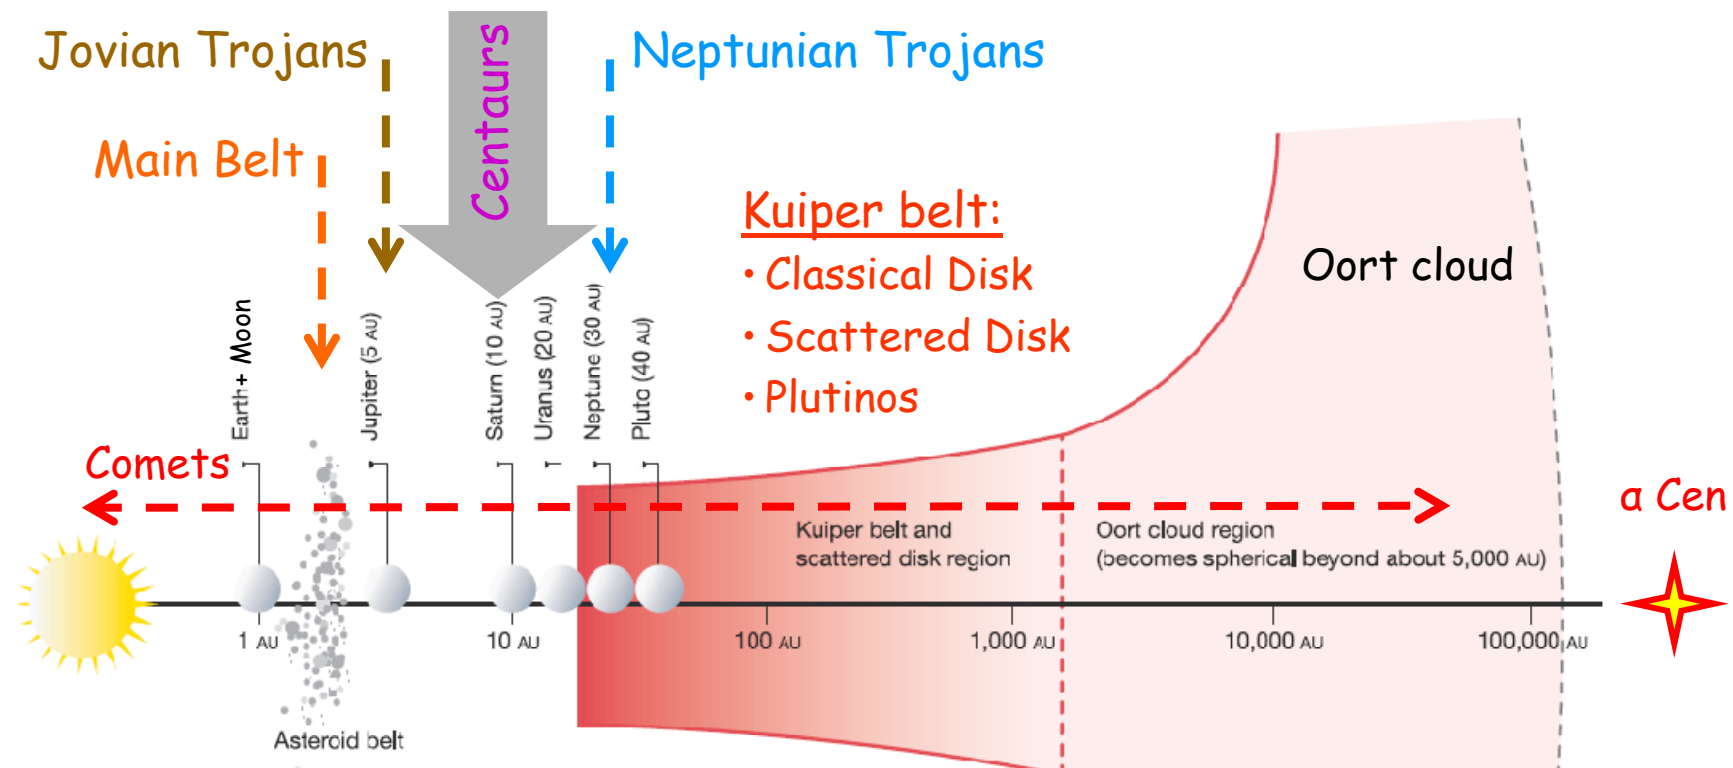 Jovian Trojans
Centaurs
Neptunian Trojans
Main Belt
Kuiper belt:
• Classical Disk
• Scattered Disk
• Plutinos
Oort cloud
Earth+ Moon
Jupiter (5 AU)
Saturn (10 AU)
Uranus (20 AU)
Neptune (30 AU)
Pluto (40 AU)
Comets
a Cen
Kuiper belt and
scattered disk region
Oort cloud region
(becomes spherical beyond about 5,000 AU)
1 AU
10 AU
100 AU
1,000 AU
10,000 AU
100,000 AU
Asteroid belt